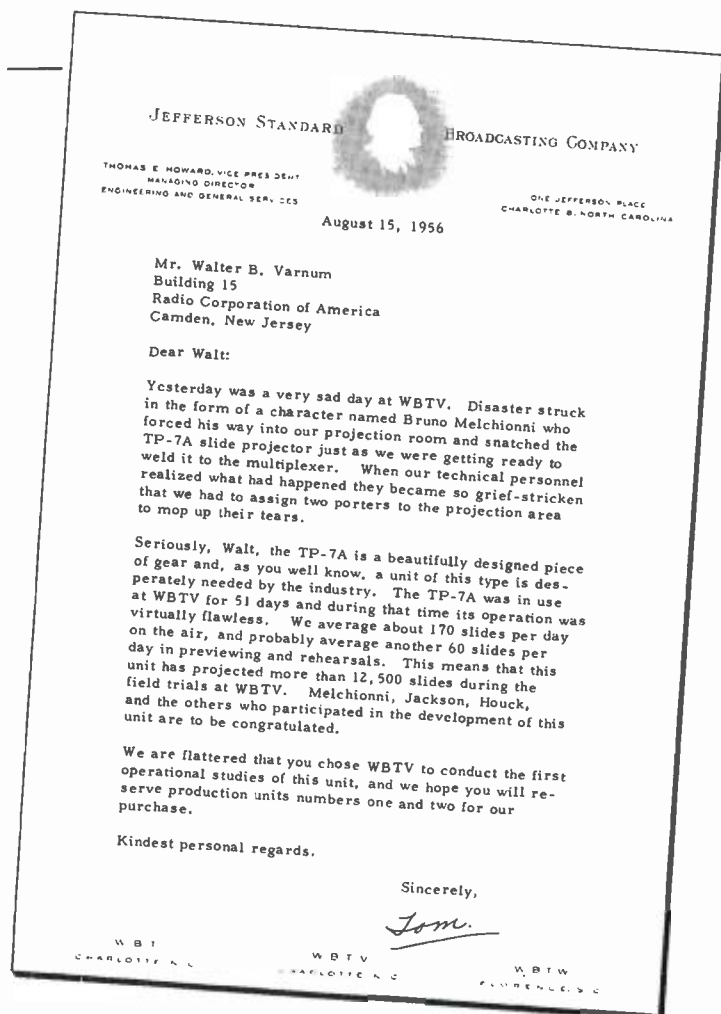 JEFFERSON STANDARD BROADCASTING COMPANY
THOMAS E HOWARD, VICE PRESIDENT
MANAGING DIRECTOR
ENGINEERING AND GENERAL SERVICES
ONE JEFFERSON PLACE
CHARLOTTE 8, NORTH CAROLINA
August 15, 1956
Mr. Walter B. Varnum
Building 15
Radio Corporation of America
Camden, New Jersey
Dear Walt:
Yesterday was a very sad day at WBTV. Disaster struck
in the form of a character named Bruno Melchionni who
forced his way into our projection room and snatched the
TP-7A slide projector just as we were getting ready to
weld it to the multiplexer. When our technical personnel
realized what had happened they became so grief-stricken
that we had to assign two porters to the projection area
to mop up their tears.
Seriously, Walt, the TP-7A is a beautifully designed piece
of gear and, as you well know, a unit of this type is des-
perately needed by the industry. The TP-7A was in use
at WBTV for 51 days and during that time its operation was
virtually flawless. We average about 170 slides per day
on the air, and probably average another 60 slides per
day in previewing and rehearsals. This means that this
unit has projected more than 12,500 slides during the
field trials at WBTV. Melchionni, Jackson, Houck,
and the others who participated in the development of this
unit are to be congratulated.
We are flattered that you chose WBTV to conduct the first
operational studies of this unit, and we hope you will re-
serve production units numbers one and two for our
purchase.
Kindest personal regards.
Sincerely,
Tom.
WBT
CHARLOTTE N C
WBTV
CHARLOTTE N C
WBTW
FLORENCE, S C